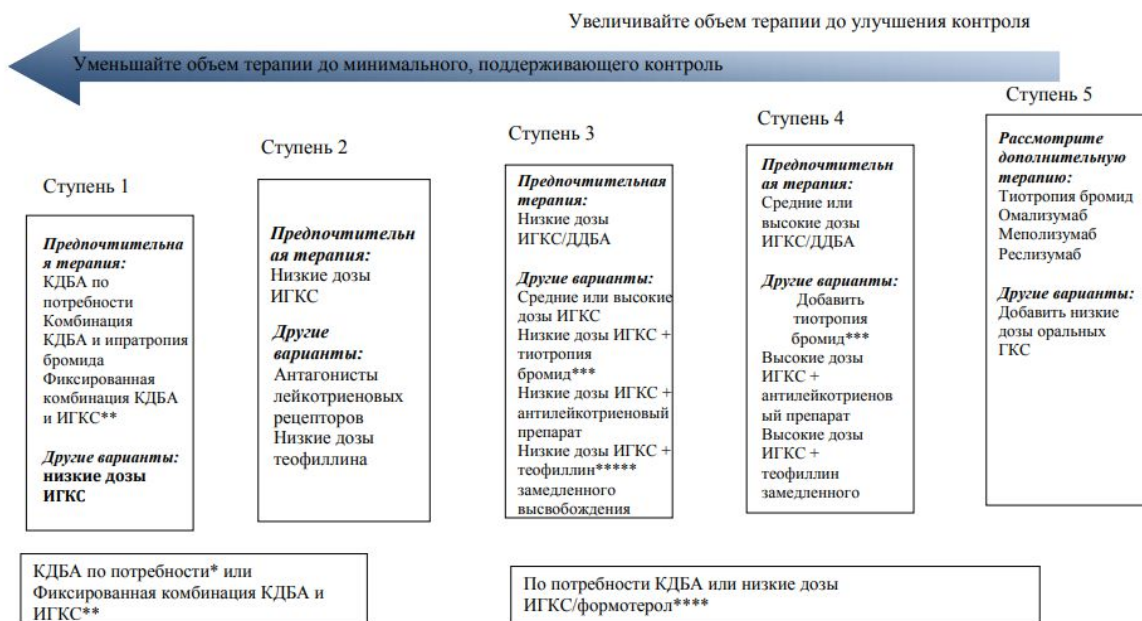 Увеличивайте объем терапии до улучшения контроля
Уменьшайте объем терапии до минимального, поддерживающего контроль
Ступень 1
Предпочтительна
я терапия:
КДБА по
потребности
Комбинация
КДБА и ипратропия
бромида
Фиксированная
комбинация КДБА
и ИГКС**
Другие варианты:
низкие дозы
ИГКС
Ступень 2
Предпочтительн
ая терапия:
Низкие дозы
ИГКС
Другие
варианты:
Антагонисты
лейкотриеновых
рецепторов
Низкие дозы
теофиллина
Ступень 3
Предпочтительная
терапия:
Низкие дозы
ИГКС/ДДБА
Другие варианты:
Средние или высокие
дозы ИГКС
Низкие дозы ИГКС +
тиотропия
бромид***
Низкие дозы ИГКС +
антилейкотриеновый
препарат
Низкие дозы ИГКС +
теофиллин*****
замедленного
высвобождения
Ступень 4
Предпочтительн
ая терапия:
Средние или
высокие дозы
ИГКС/ДДБА
Другие варианты:
Добавить
тиотропия
бромид***
Высокие дозы
ИГКС +
антилейкотриенов
ый препарат
Высокие дозы
ИГКС +
теофиллин
замедленного
Ступень 5
Рассмотрите
дополнительную
терапию:
Тиотропия бромид
Омализумаб
Меполизумаб
Реслизумаб
Другие варианты:
Добавить низкие
дозы оральных
ГКС
КДБА по потребности* или
Фиксированная комбинация КДБА и
ИГКС**
По потребности КДБА или низкие дозы
ИГКС/формотерол****